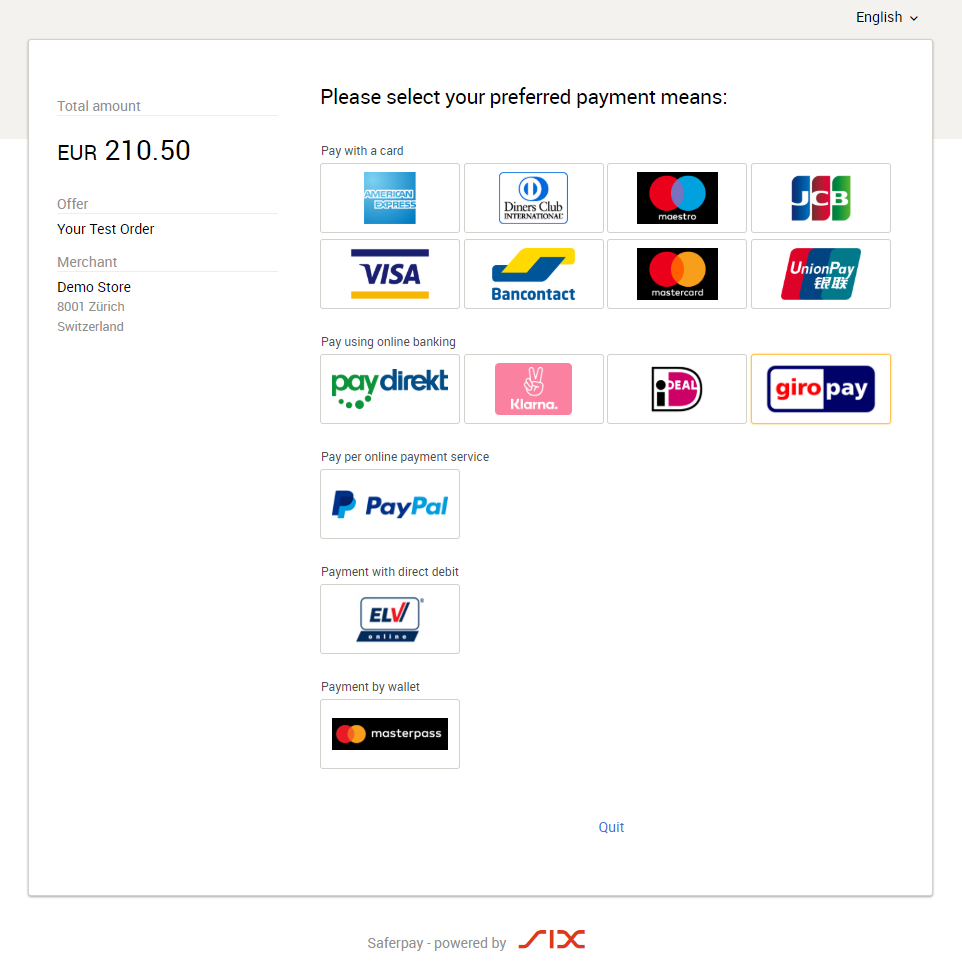 English
Total amount
EUR 210.50
Offer
Your Test Order
Merchant
Demo Store
8001 Zürich
Switzerland
Please select your preferred payment means:
Pay with a card
AMERICAN
EXPRESS
Diners Club
INTERNATIONAL
maestro
JCB
VISA
Bancontact
mastercard
UnionPay
银联
Pay using online banking
paydirekt
Klarna.
iDEAL
giropay
Pay per online payment service
PayPal
Payment with direct debit
ELV®
online
Payment by wallet
masterpass
Quit
Saferpay - powered by SIX